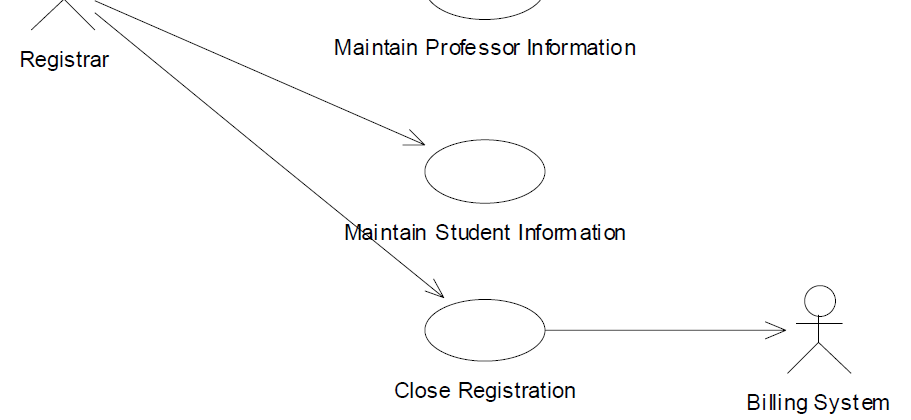 Maintain Professor Information
Registrar
Maintain Student Information
Close Registration
Billing System